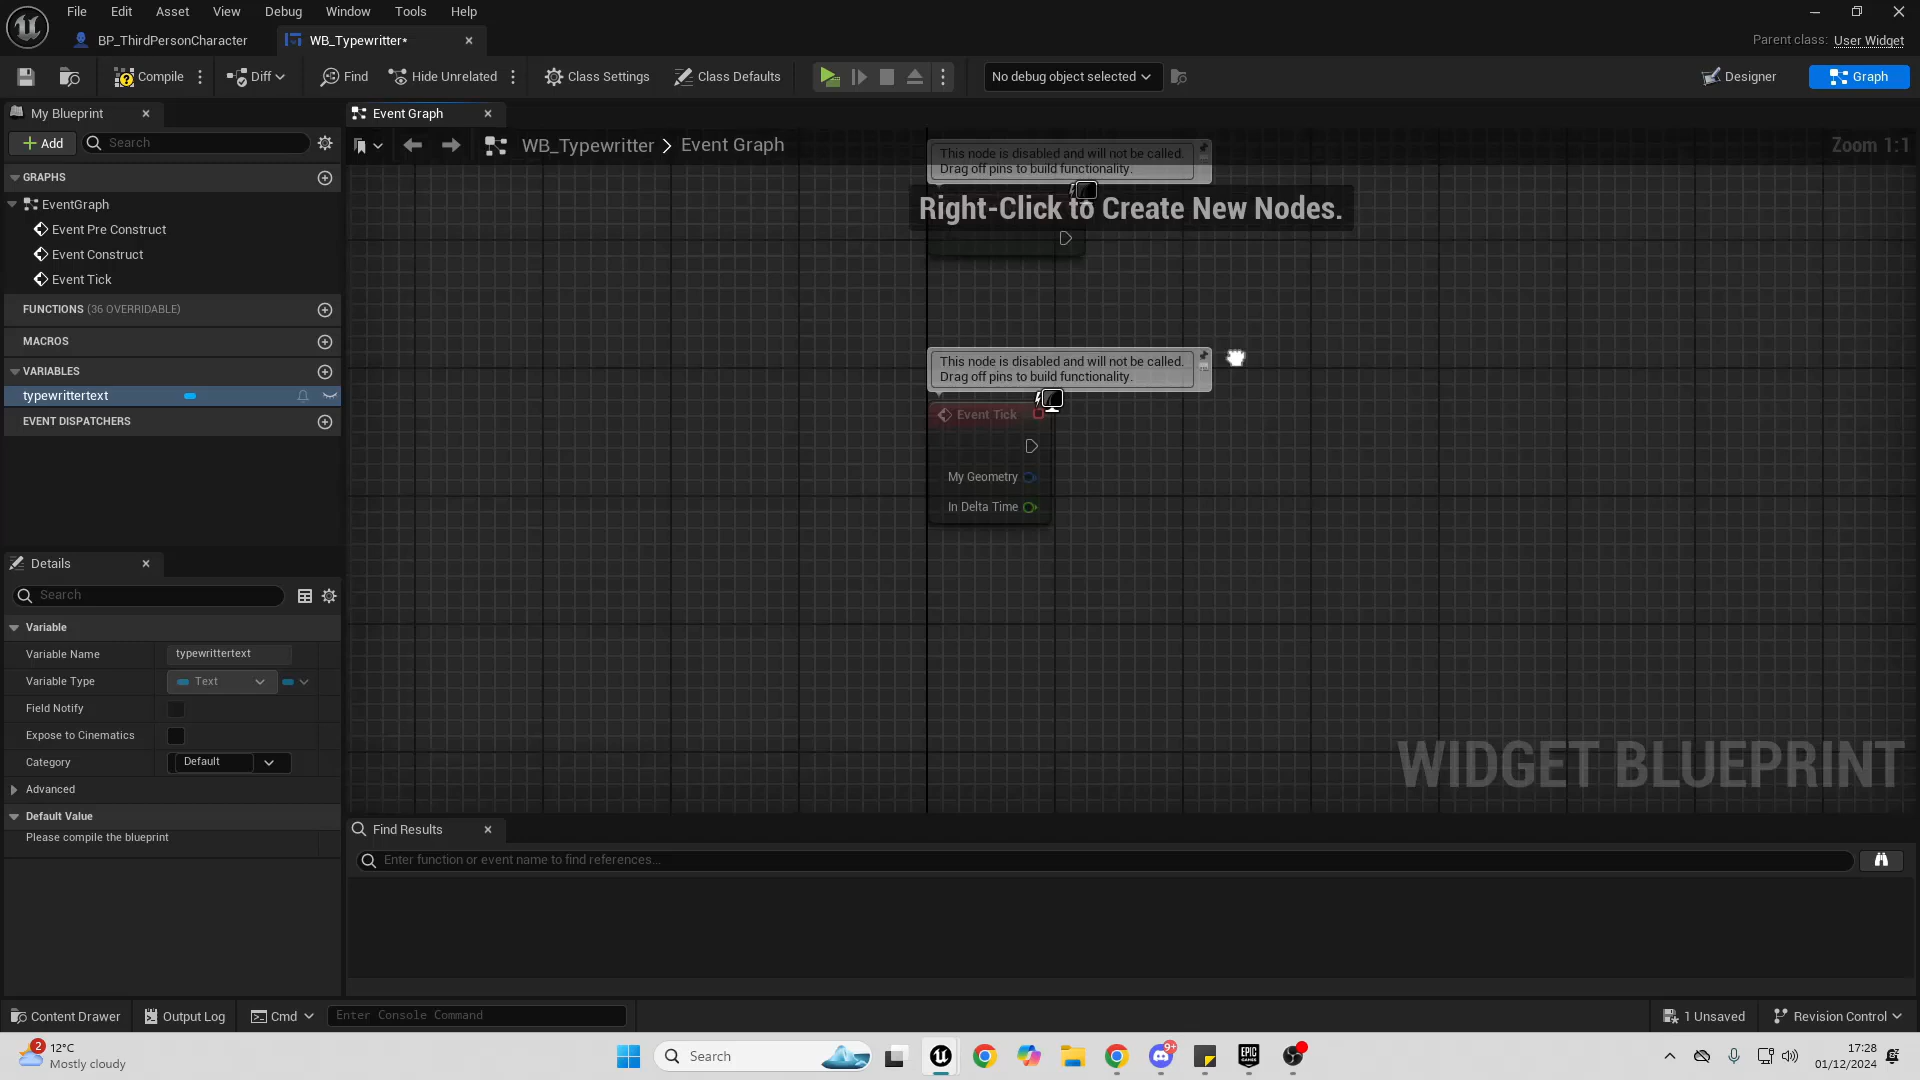 File Edit Asset View Debug Window Tools Help
BP_ThirdPersonCharacter
WB_Typewritter*
Parent class: User Widget
Compile
Diff
Find
Hide Unrelated
Class Settings
Class Defaults
No debug object selected
Designer
Graph
My Blueprint
Add
Search
GRAPHS
EventGraph
Event Pre Construct
Event Construct
Event Tick
FUNCTIONS (36 OVERRIDABLE)
MACROS
VARIABLES
typewrittertext
EVENT DISPATCHERS
Details
Search
Variable
Variable Name typewrittertext
Variable Type Text
Field Notify
Expose to Cinematics
Category Default
Advanced
Default Value
Please compile the blueprint
Event Graph
WB_Typewritter > Event Graph
Zoom 1:1
This node is disabled and will not be called.
Drag off pins to build functionality.
Right-Click to Create New Nodes.
This node is disabled and will not be called.
Drag off pins to build functionality.
Event Tick
My Geometry
In Delta Time
WIDGET BLUEPRINT
Find Results
Enter function or event name to find references...
Content Drawer
Output Log
Cmd
Enter Console Command
1 Unsaved
Revision Control
2
12°C
Mostly cloudy
Search
9+
EPIC
GAMES
17:28
01/12/2024